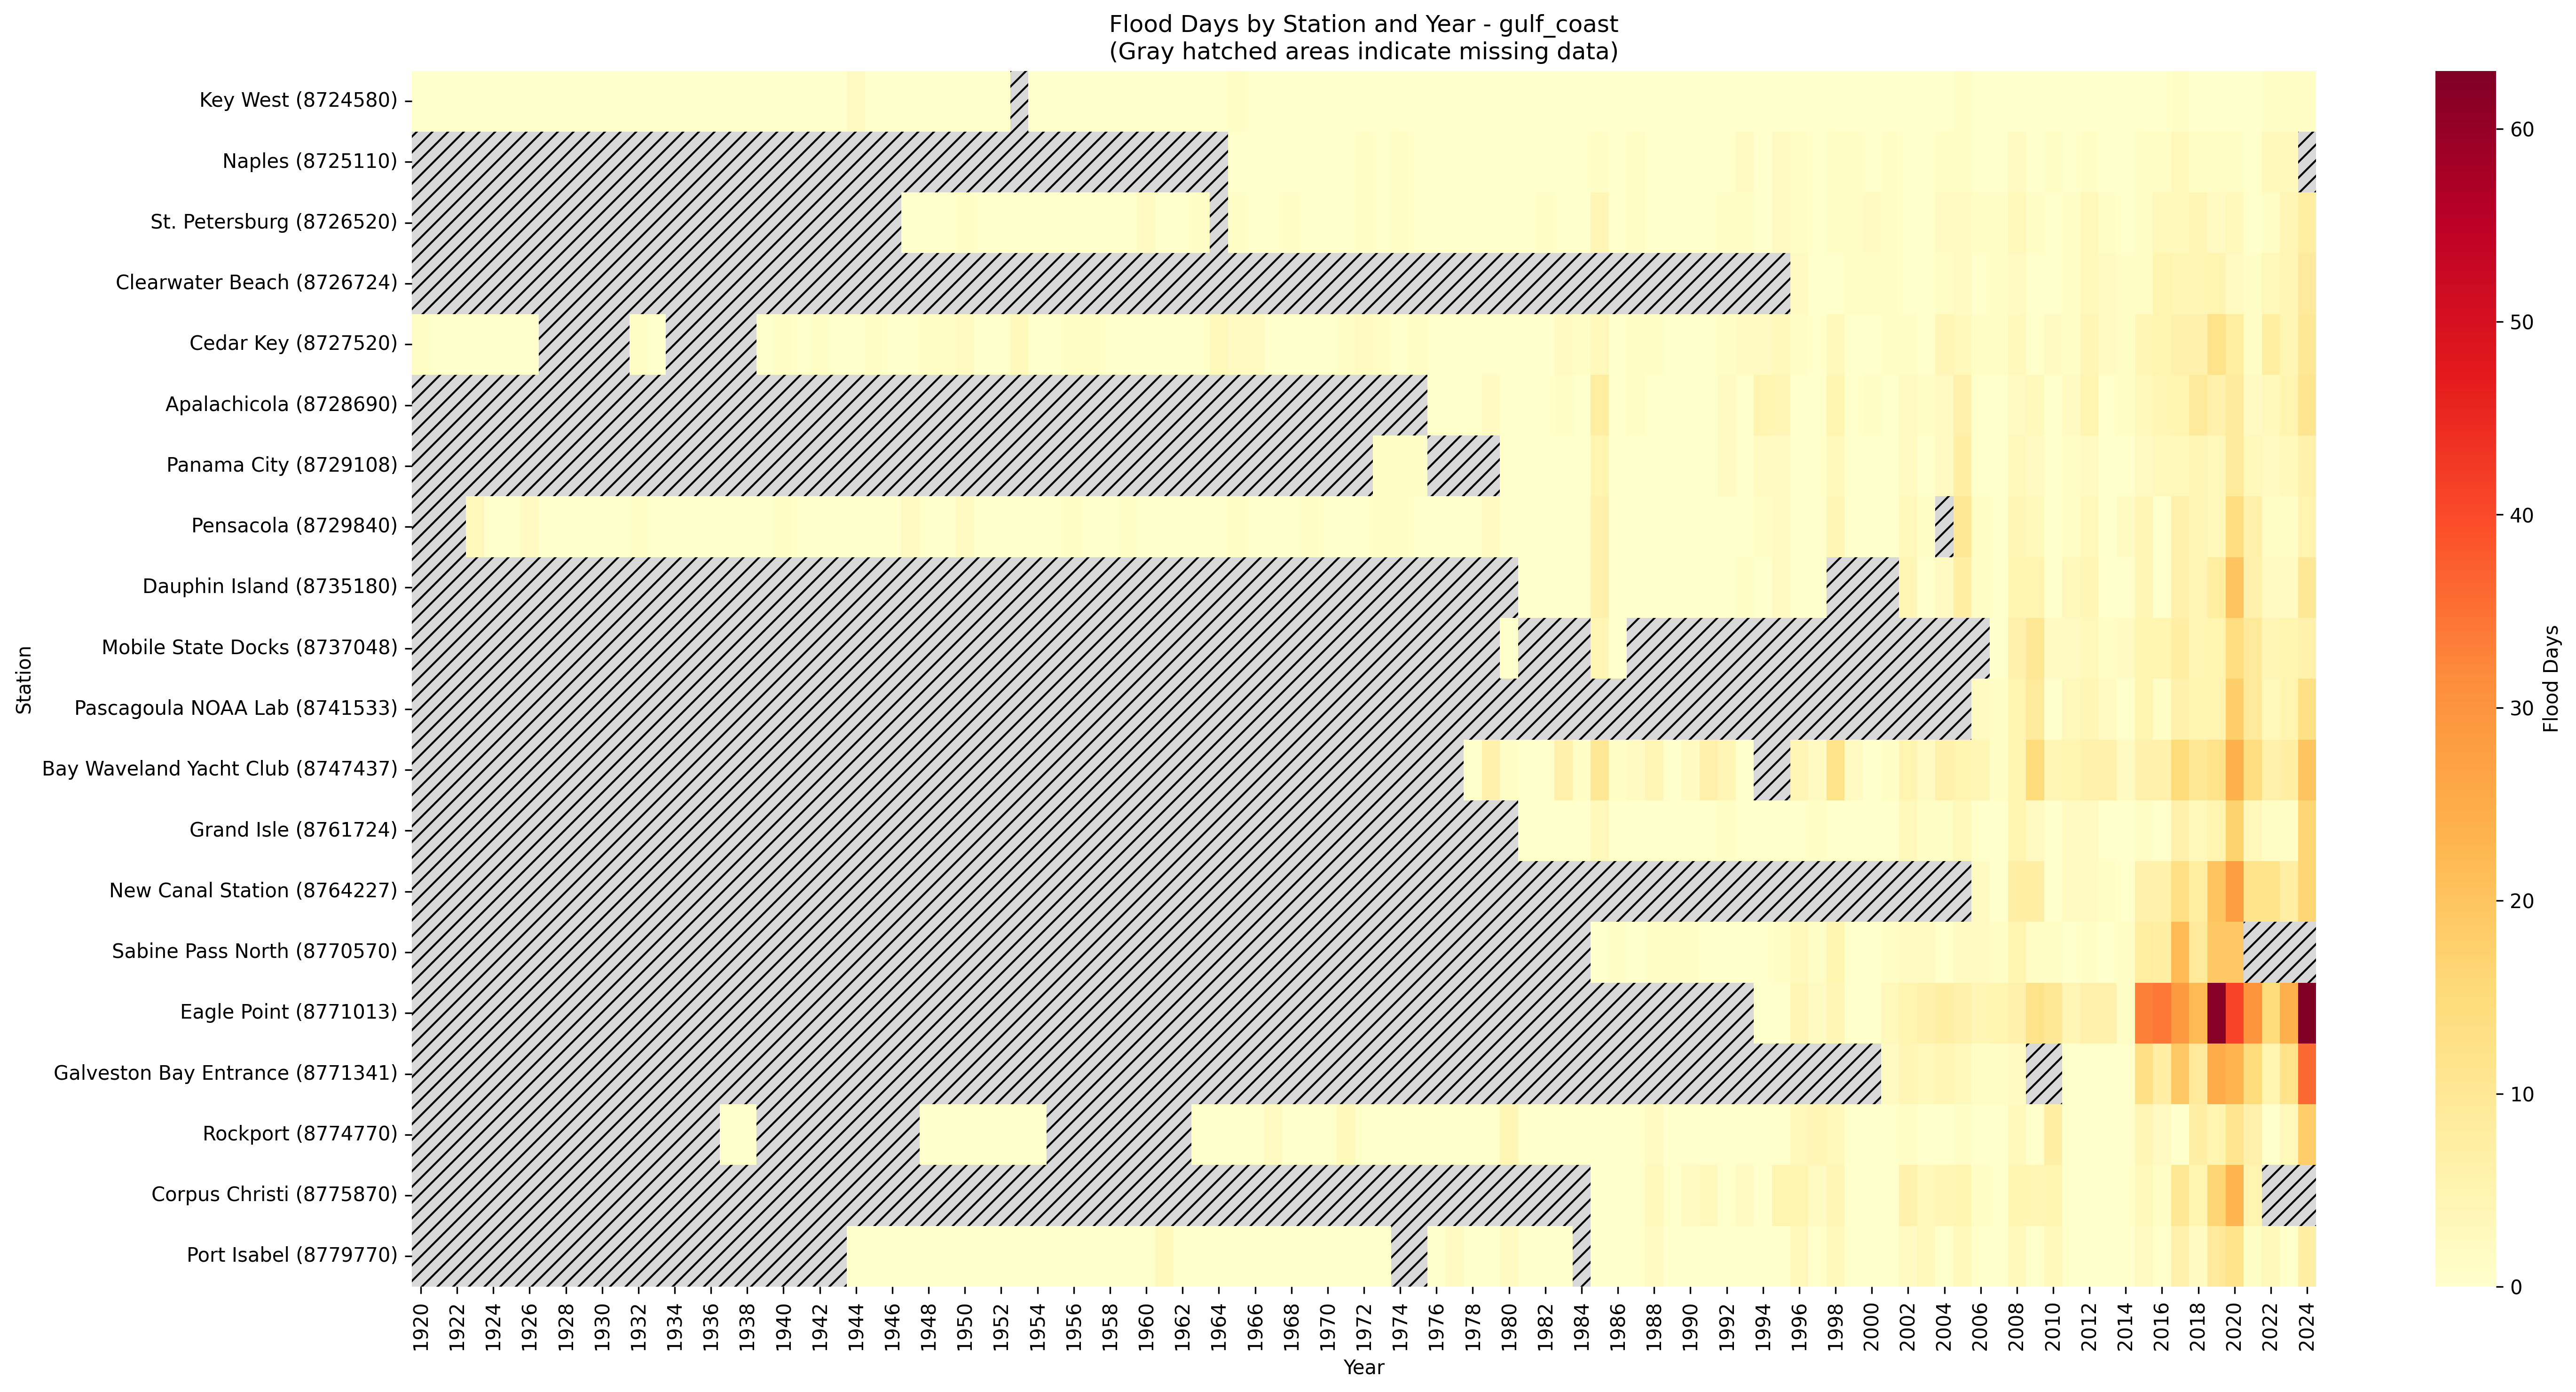 Flood Days by Station and Year - gulf_coast
(Gray hatched areas indicate missing data)
Station
Key West (8724580)
Naples (8725110)
St. Petersburg (8726520)
Clearwater Beach (8726724)
Cedar Key (8727520)
Apalachicola (8728690)
Panama City (8729108)
Pensacola (8729840)
Dauphin Island (8735180)
Mobile State Docks (8737048)
Pascagoula NOAA Lab (8741533)
Bay Waveland Yacht Club (8747437)
Grand Isle (8761724)
New Canal Station (8764227)
Sabine Pass North (8770570)
Eagle Point (8771013)
Galveston Bay Entrance (8771341)
Rockport (8774770)
Corpus Christi (8775870)
Port Isabel (8779770)
1920 1922 1924 1926 1928 1930 1932 1934 1936 1938 1940 1942 1944 1946 1948 1950 1952 1954 1956 1958 1960 1962 1964 1966 1968 1970 1972 1974 1976 1978 1980 1982 1984 1986 1988 1990 1992 1994 1996 1998 2000 2002 2004 2006 2008 2010 2012 2014 2016 2018 2020 2022 2024
Year
60
50
40
30
20
10
0
Flood Days